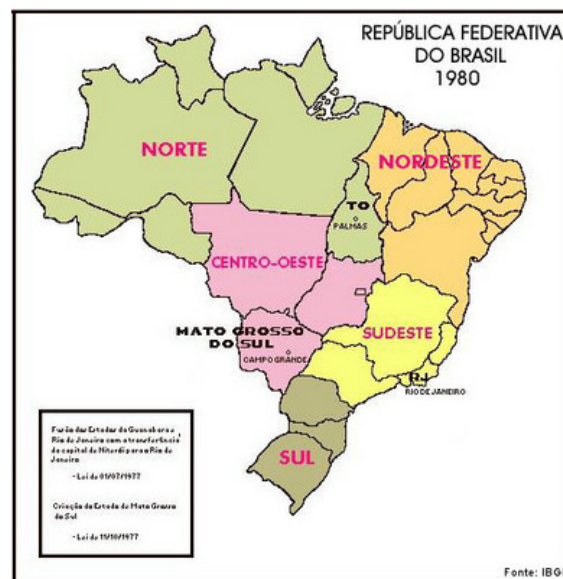 REPÚBLICA FEDERATIVA
DO BRASIL
1980
NORTE
NORDESTE
TO
PALMAS
CENTRO-OESTE
MATO GROSSO
DO SUL
CAMPO GRANDE
SUDESTE
RJ
RIO DE JANEIRO
SUL
Fusão dos Estados da Guanabara e
Rio de Janeiro com a transferência
da capital de Niterói para o Rio de
Janeiro
- Lei de 01/07/1977
Criação do Estado do Mato Grosso
do Sul
- Lei de 11/10/1977
Fonte: IBG